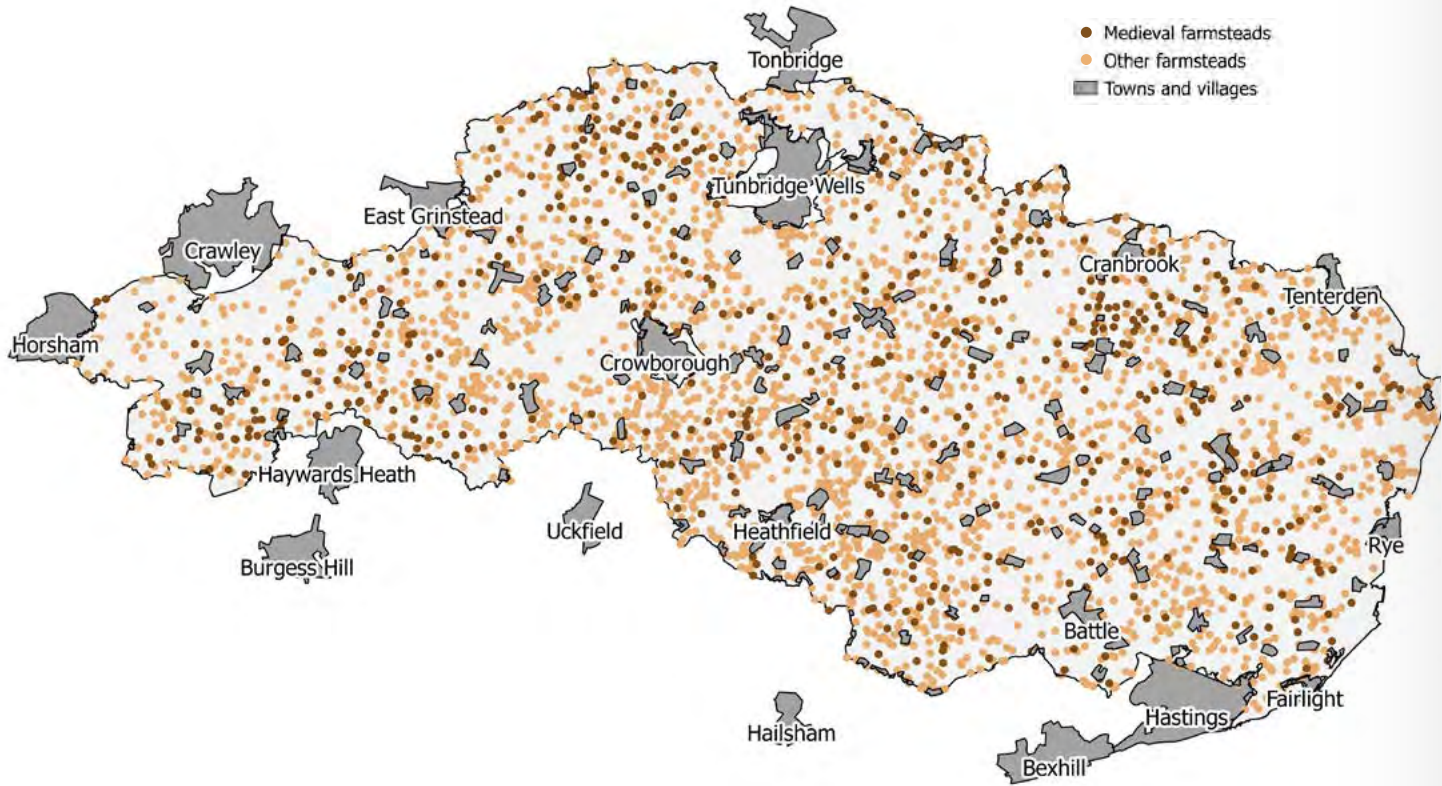 Medieval farmsteads
Other farmsteads
Towns and villages
Tonbridge
Tunbridge Wells
East Grinstead
Crawley
Cranbrook
Tenterden
Horsham
Crowborough
Haywards Heath
Uckfield
Heathfield
Rye
Burgess Hill
Battle
Fairlight
Hastings
Hailsham
Bexhill